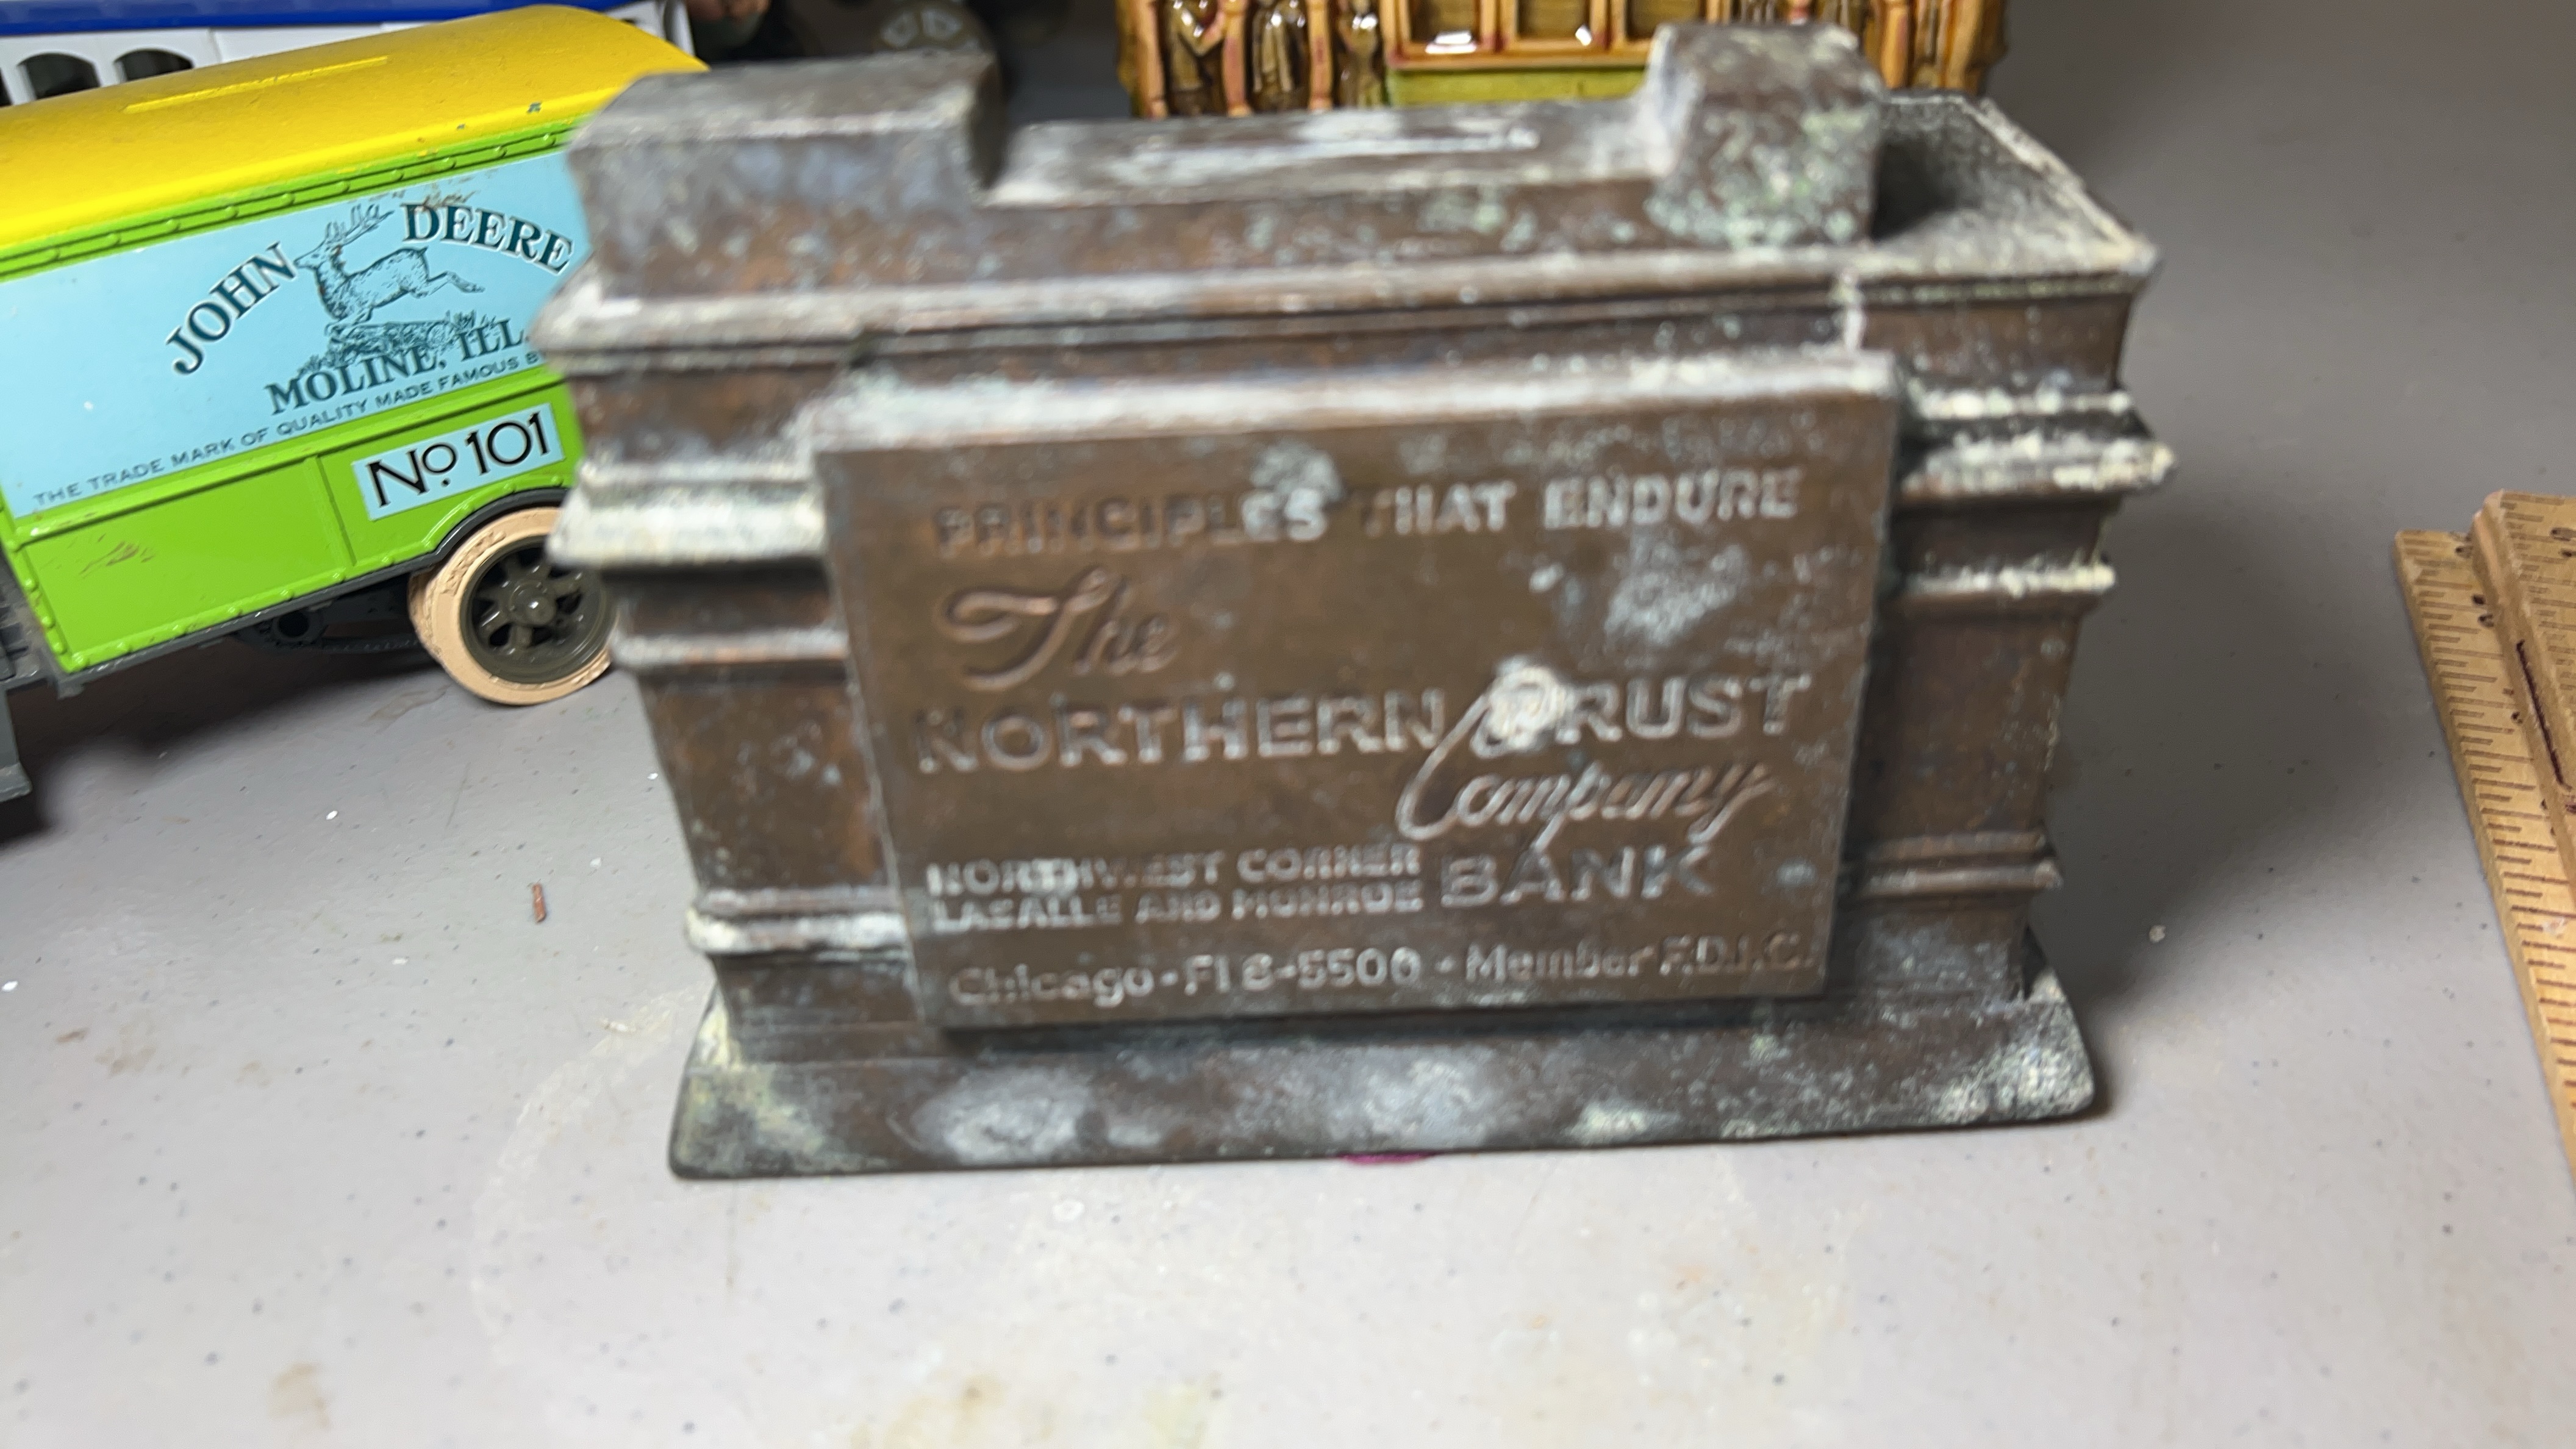 JOHN DEERE
MOLINE, ILL.
THE TRADE MARK OF QUALITY MADE FAMOUS
No. 101
PRINCIPLES THAT ENDURE
The
NORTHERN TRUST
Company
NORTHWEST CORNER
LASALLE AND MONROE BANK
Chicago · FI 6-5500 · Member F.D.I.C.